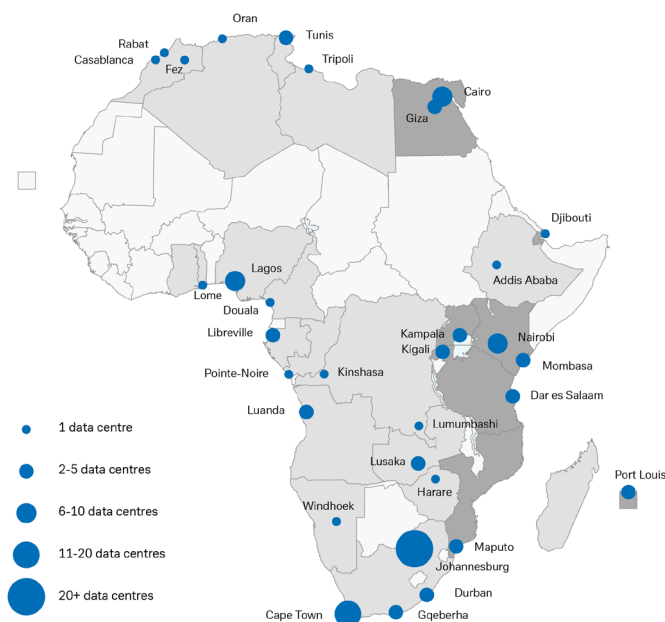 Oran
Tunis
Rabat
Casablanca
Fez
Tripoli
Cairo
Giza
Djibouti
Addis Ababa
Lagos
Lome
Douala
Libreville
Kampala
Nairobi
Kigali
Mombasa
Pointe-Noire
Kinshasa
Dar es Salaam
Luanda
Lumumbashi
1 data centre
2-5 data centres
Lusaka
Port Louis
Harare
6-10 data centres
Windhoek
11-20 data centres
Maputo
Johannesburg
20+ data centres
Durban
Cape Town
Gqeberha